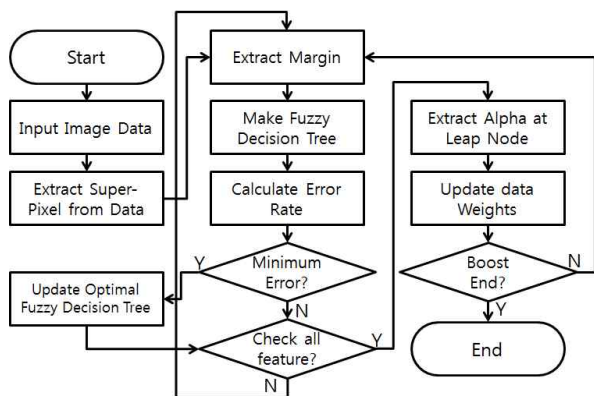 Start
Input Image Data
Extract Super-
Pixel from Data
Extract Margin
Make Fuzzy
Decision Tree
Calculate Error
Rate
Minimum
Error?
Y
N
Update Optimal
Fuzzy Decision Tree
Check all
feature?
Y
N
Extract Alpha at
Leap Node
Update data
Weights
Boost
End?
N
Y
End